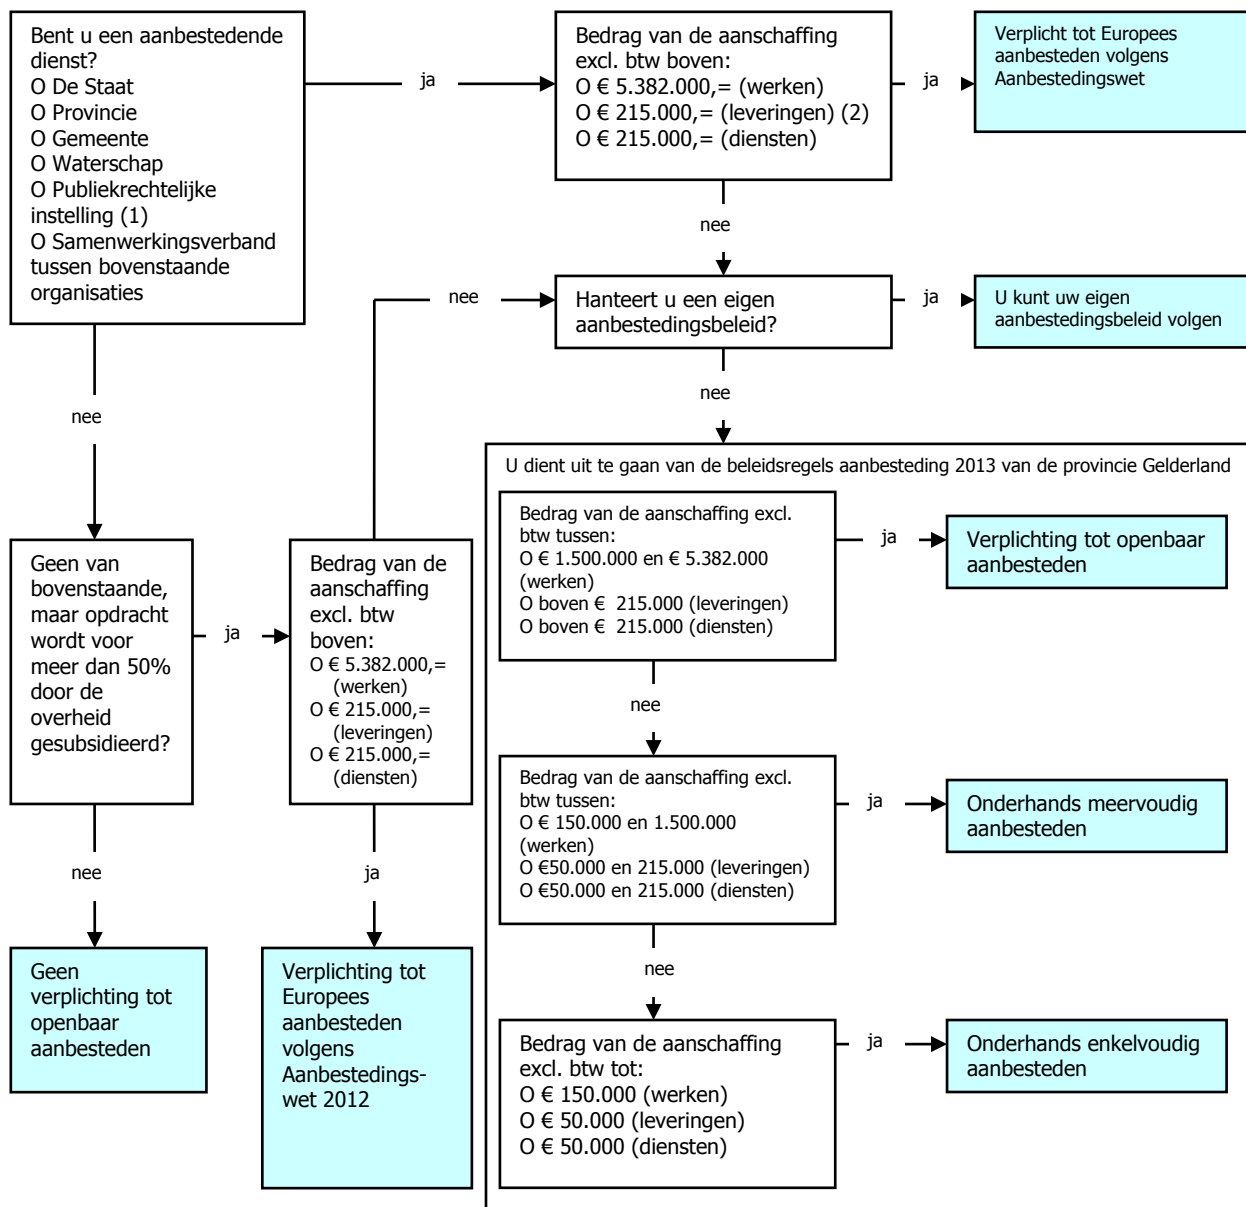 Bent u een aanbestedende
dienst?
O De Staat
O Provincie
O Gemeente
O Waterschap
O Publiekrechtelijke
instelling (1)
O Samenwerkingsverband
tussen bovenstaande
organisaties
ja
Bedrag van de aanschaffing
excl. btw boven:
O € 5.382.000,= (werken)
O € 215.000,= (leveringen) (2)
O € 215.000,= (diensten)
ja
Verplicht tot Europees
aanbesteden volgens
Aanbestedingswet
nee
nee
Hanteert u een eigen
aanbestedingsbeleid?
ja
U kunt uw eigen
aanbestedingsbeleid volgen
nee
nee
U dient uit te gaan van de beleidsregels aanbesteding 2013 van de provincie Gelderland
Geen van
bovenstaande,
maar opdracht
wordt voor
meer dan 50%
door de
overheid
gesubsidieerd?
ja
Bedrag van de
aanschaffing
excl. btw
boven:
O € 5.382.000,=
(werken)
O € 215.000,=
(leveringen)
O € 215.000,=
(diensten)
Bedrag van de aanschaffing excl.
btw tussen:
O € 1.500.000 en € 5.382.000
(werken)
O boven €  215.000 (leveringen)
O boven €  215.000 (diensten)
ja
Verplichting tot openbaar
aanbesteden
nee
Bedrag van de aanschaffing excl.
btw tussen:
O € 150.000 en 1.500.000
(werken)
O €50.000 en 215.000 (leveringen)
O €50.000 en 215.000 (diensten)
ja
Onderhands meervoudig
aanbesteden
nee
ja
nee
Geen
verplichting tot
openbaar
aanbesteden
Verplichting tot
Europees
aanbesteden
volgens
Aanbestedings-
wet 2012
Bedrag van de aanschaffing
excl. btw tot:
O € 150.000 (werken)
O € 50.000 (leveringen)
O € 50.000 (diensten)
ja
Onderhands enkelvoudig
aanbesteden